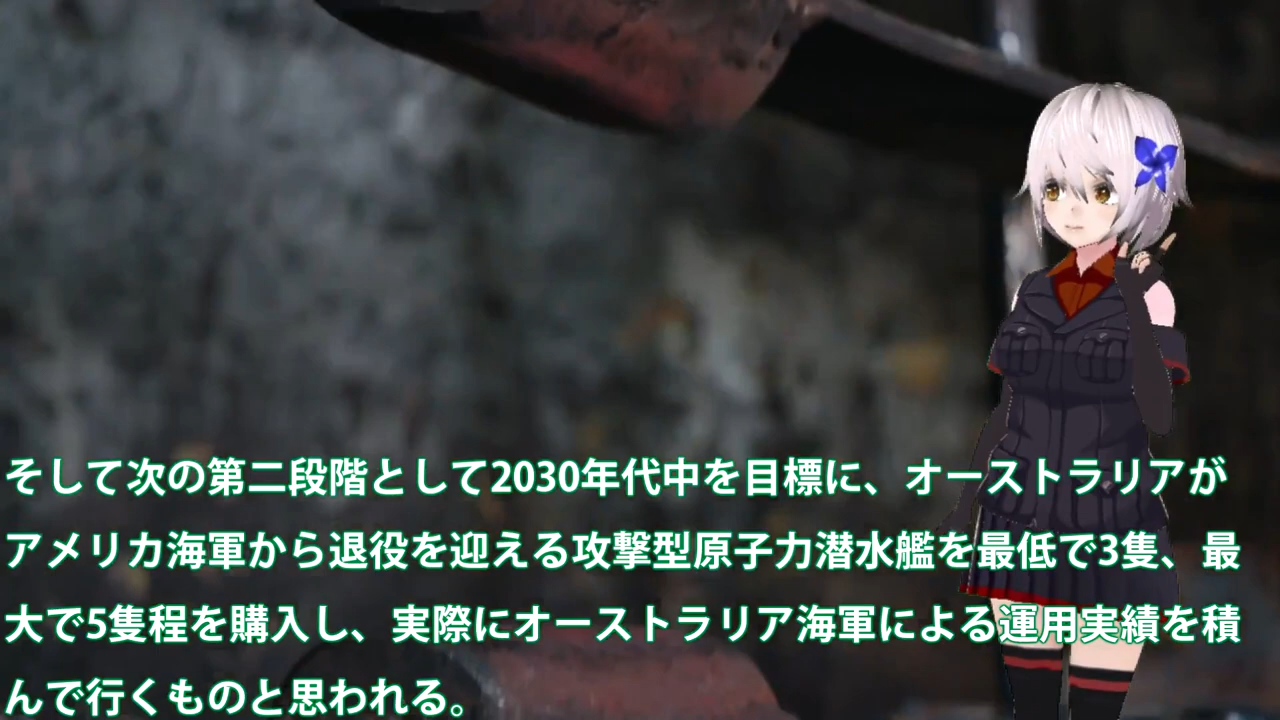 そして次の第二段階として2030年代中を目標に、オーストラリアが
アメリカ海軍から退役を迎える攻撃型原子力潜水艦を最低で3隻、最
大で5隻程を購入し、実際にオーストラリア海軍による運用実績を積
んで行くものと思われる。